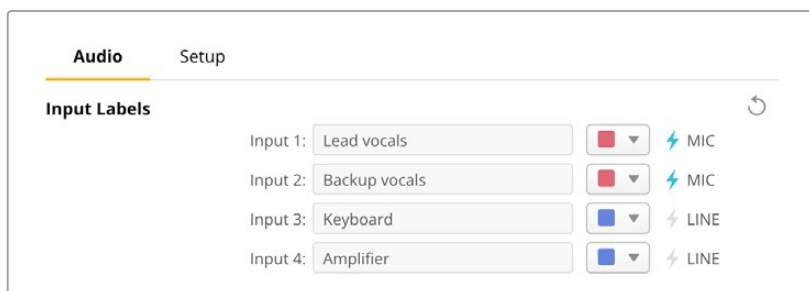 Audio Setup
Input Labels
Input 1: Lead vocals MIC
Input 2: Backup vocals MIC
Input 3: Keyboard LINE
Input 4: Amplifier LINE